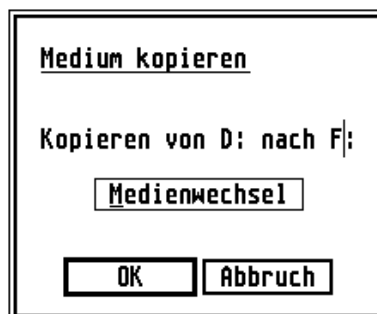 Medium kopieren
Kopieren von D: nach F:
Medienwechsel
OK Abbruch